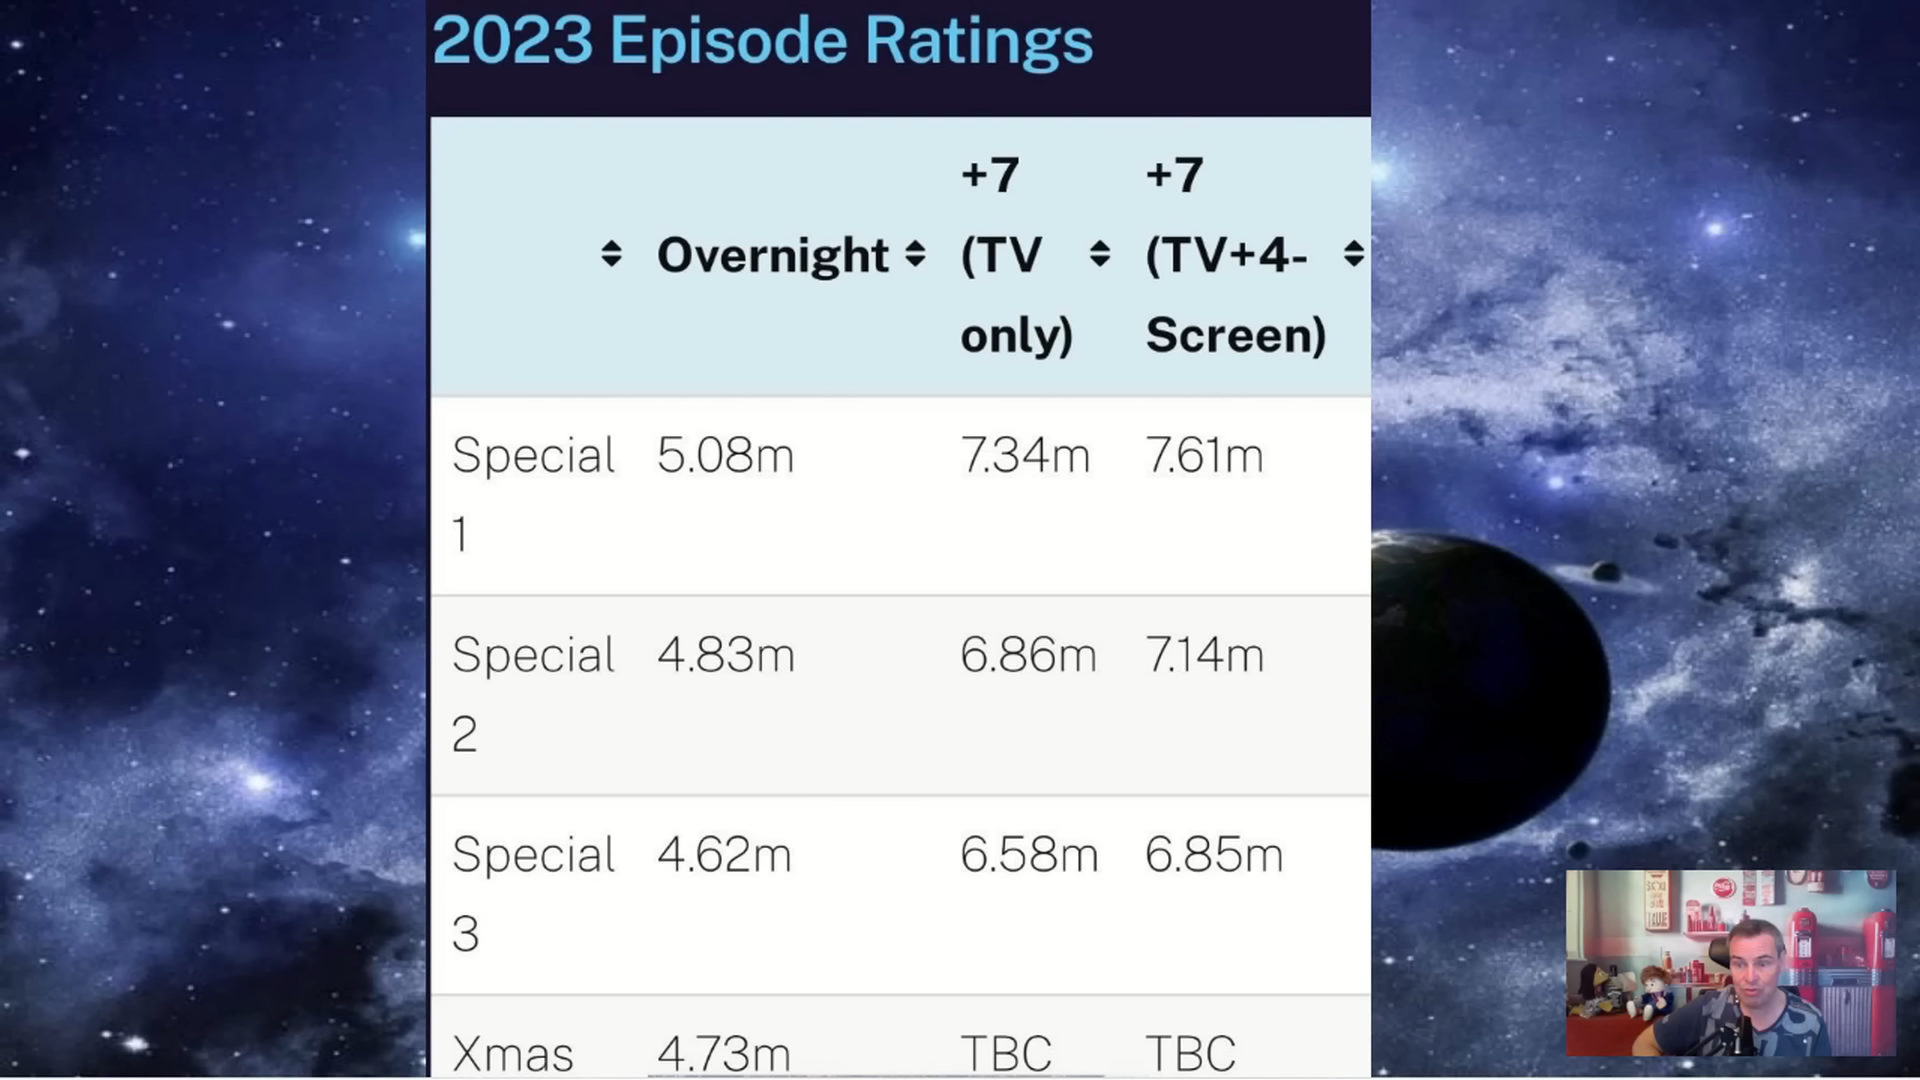 2023 Episode Ratings
Overnight
+7 (TV only)
+7 (TV+4-Screen)
Special 1
5.08m
7.34m
7.61m
Special 2
4.83m
6.86m
7.14m
Special 3
4.62m
6.58m
6.85m
Xmas
4.73m
TBC
TBC